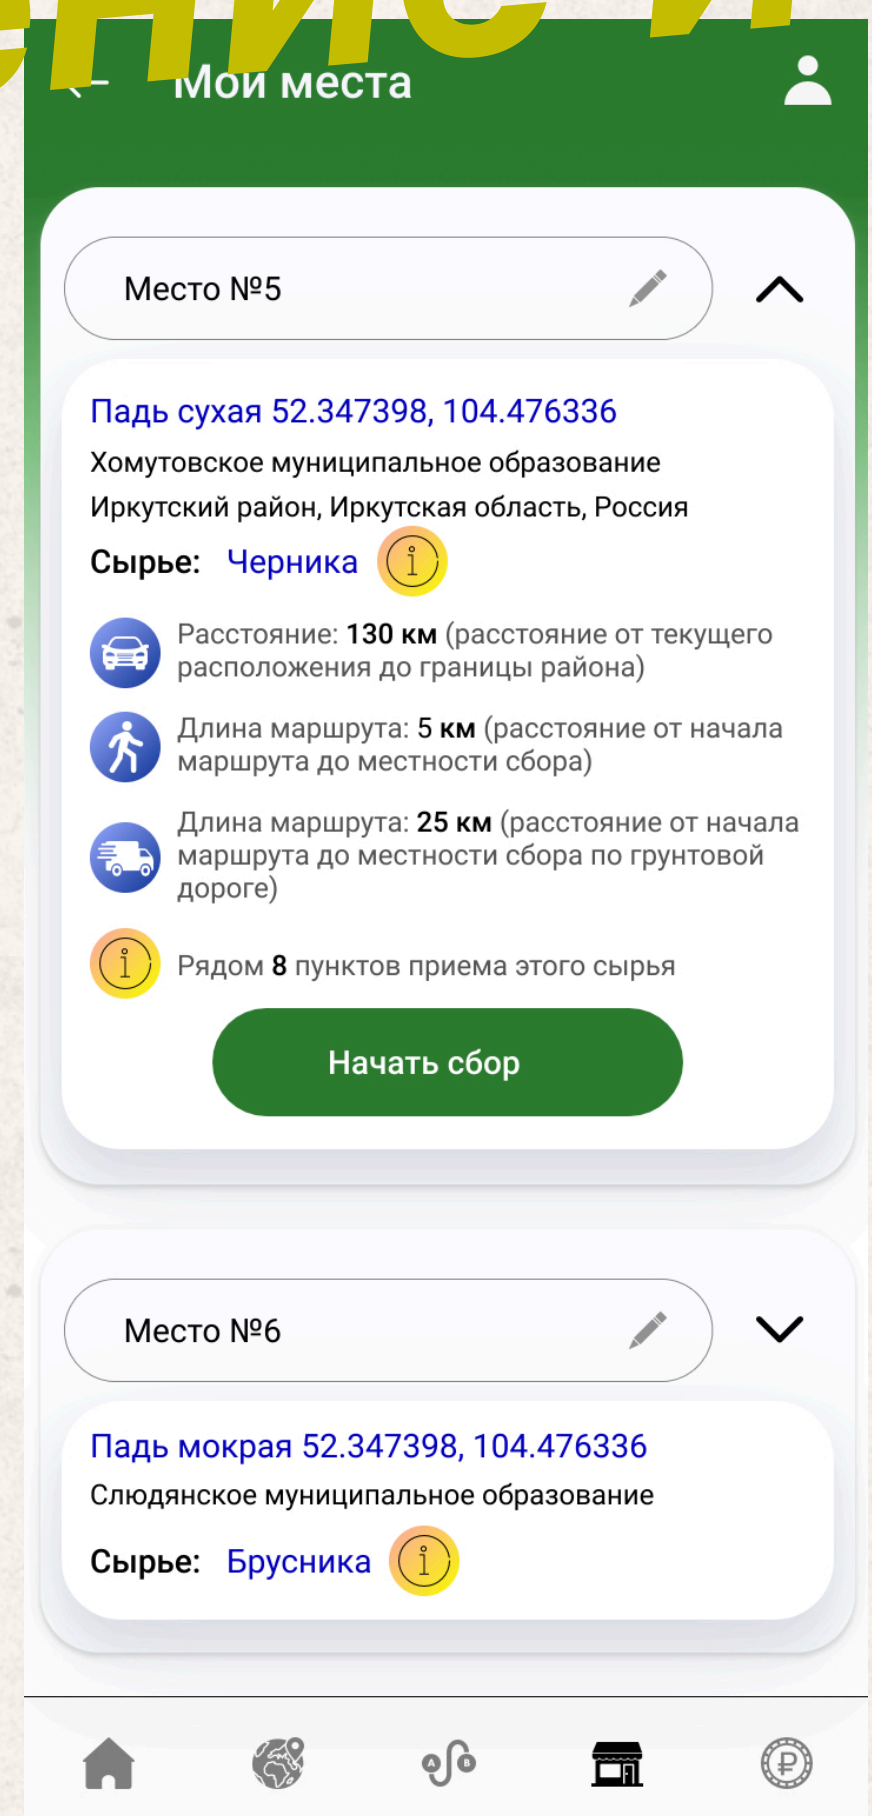 Мои места
Место №5
Падь сухая 52.347398, 104.476336
Хомутовское муниципальное образование
Иркутский район, Иркутская область, Россия
Сырье: Черника i
Расстояние: 130 км (расстояние от текущего
расположения до границы района)
Длина маршрута: 5 км (расстояние от начала
маршрута до местности сбора)
Длина маршрута: 25 км (расстояние от начала
маршрута до местности сбора по грунтовой
дороге)
i Рядом 8 пунктов приема этого сырья
Начать сбор
Место №6
Падь мокрая 52.347398, 104.476336
Слюдянское муниципальное образование
Сырье: Брусника i
A B ₽